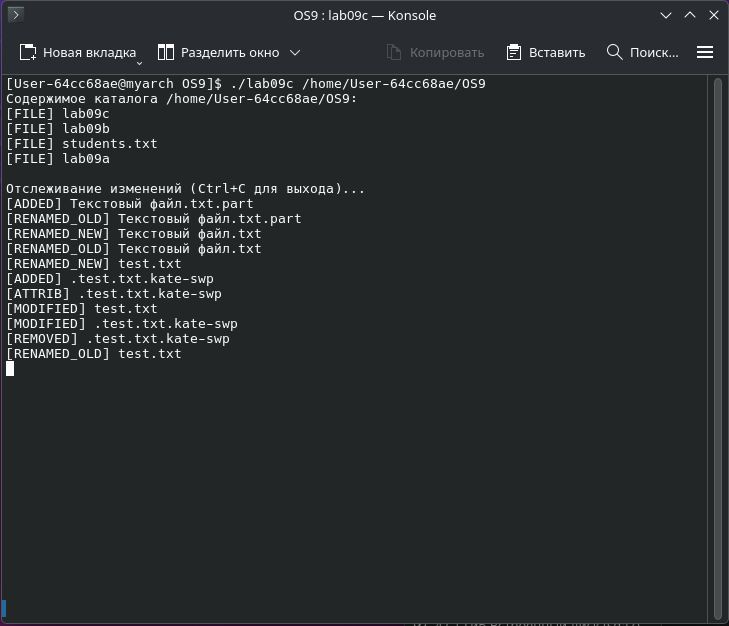 OS9 : lab09c — Konsole
Новая вкладка Разделить окно Копировать Вставить Поиск...
[User-64cc68ae@myarch OS9]$ ./lab09c /home/User-64cc68ae/OS9
Содержимое каталога /home/User-64cc68ae/OS9:
[FILE] lab09c
[FILE] lab09b
[FILE] students.txt
[FILE] lab09a
Отслеживание изменений (Ctrl+C для выхода)...
[ADDED] Текстовый файл.txt.part
[RENAMED_OLD] Текстовый файл.txt.part
[RENAMED_NEW] Текстовый файл.txt
[RENAMED_OLD] Текстовый файл.txt
[RENAMED_NEW] test.txt
[ADDED] .test.txt.kate-swp
[ATTRIB] .test.txt.kate-swp
[MODIFIED] test.txt
[MODIFIED] .test.txt.kate-swp
[REMOVED] .test.txt.kate-swp
[RENAMED_OLD] test.txt